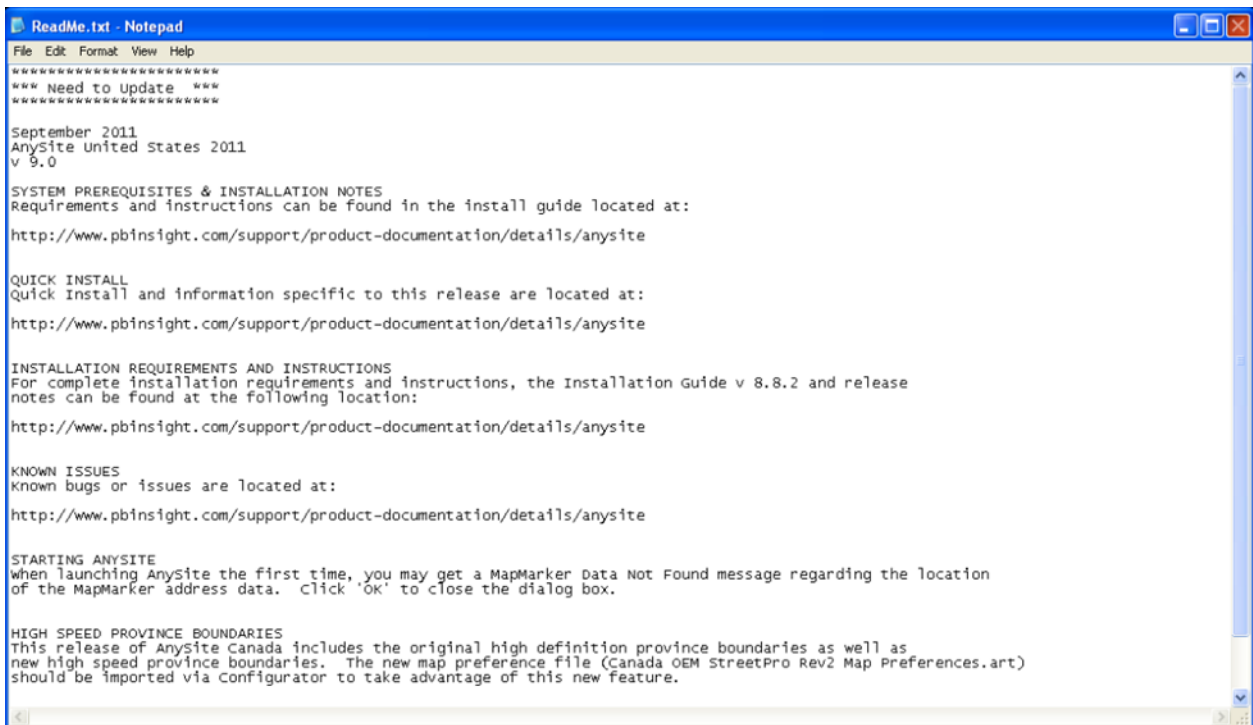 ReadMe.txt - Notepad
File Edit Format View Help
***********************
*** Need to Update  ***
***********************
September 2011
AnySite United States 2011
v 9.0
SYSTEM PREREQUISITES & INSTALLATION NOTES
Requirements and instructions can be found in the install guide located at:
http://www.pbinsight.com/support/product-documentation/details/anysite
QUICK INSTALL
Quick Install and information specific to this release are located at:
http://www.pbinsight.com/support/product-documentation/details/anysite
INSTALLATION REQUIREMENTS AND INSTRUCTIONS
For complete installation requirements and instructions, the Installation Guide v 8.8.2 and release
notes can be found at the following location:
http://www.pbinsight.com/support/product-documentation/details/anysite
KNOWN ISSUES
Known bugs or issues are located at:
http://www.pbinsight.com/support/product-documentation/details/anysite
STARTING ANYSITE
When launching AnySite the first time, you may get a MapMarker Data Not Found message regarding the location
of the MapMarker address data.  Click 'OK' to close the dialog box.
HIGH SPEED PROVINCE BOUNDARIES
This release of AnySite Canada includes the original high definition province boundaries as well as
new high speed province boundaries.  The new map preference file (Canada OEM StreetPro Rev2 Map Preferences.art)
should be imported via Configurator to take advantage of this new feature.